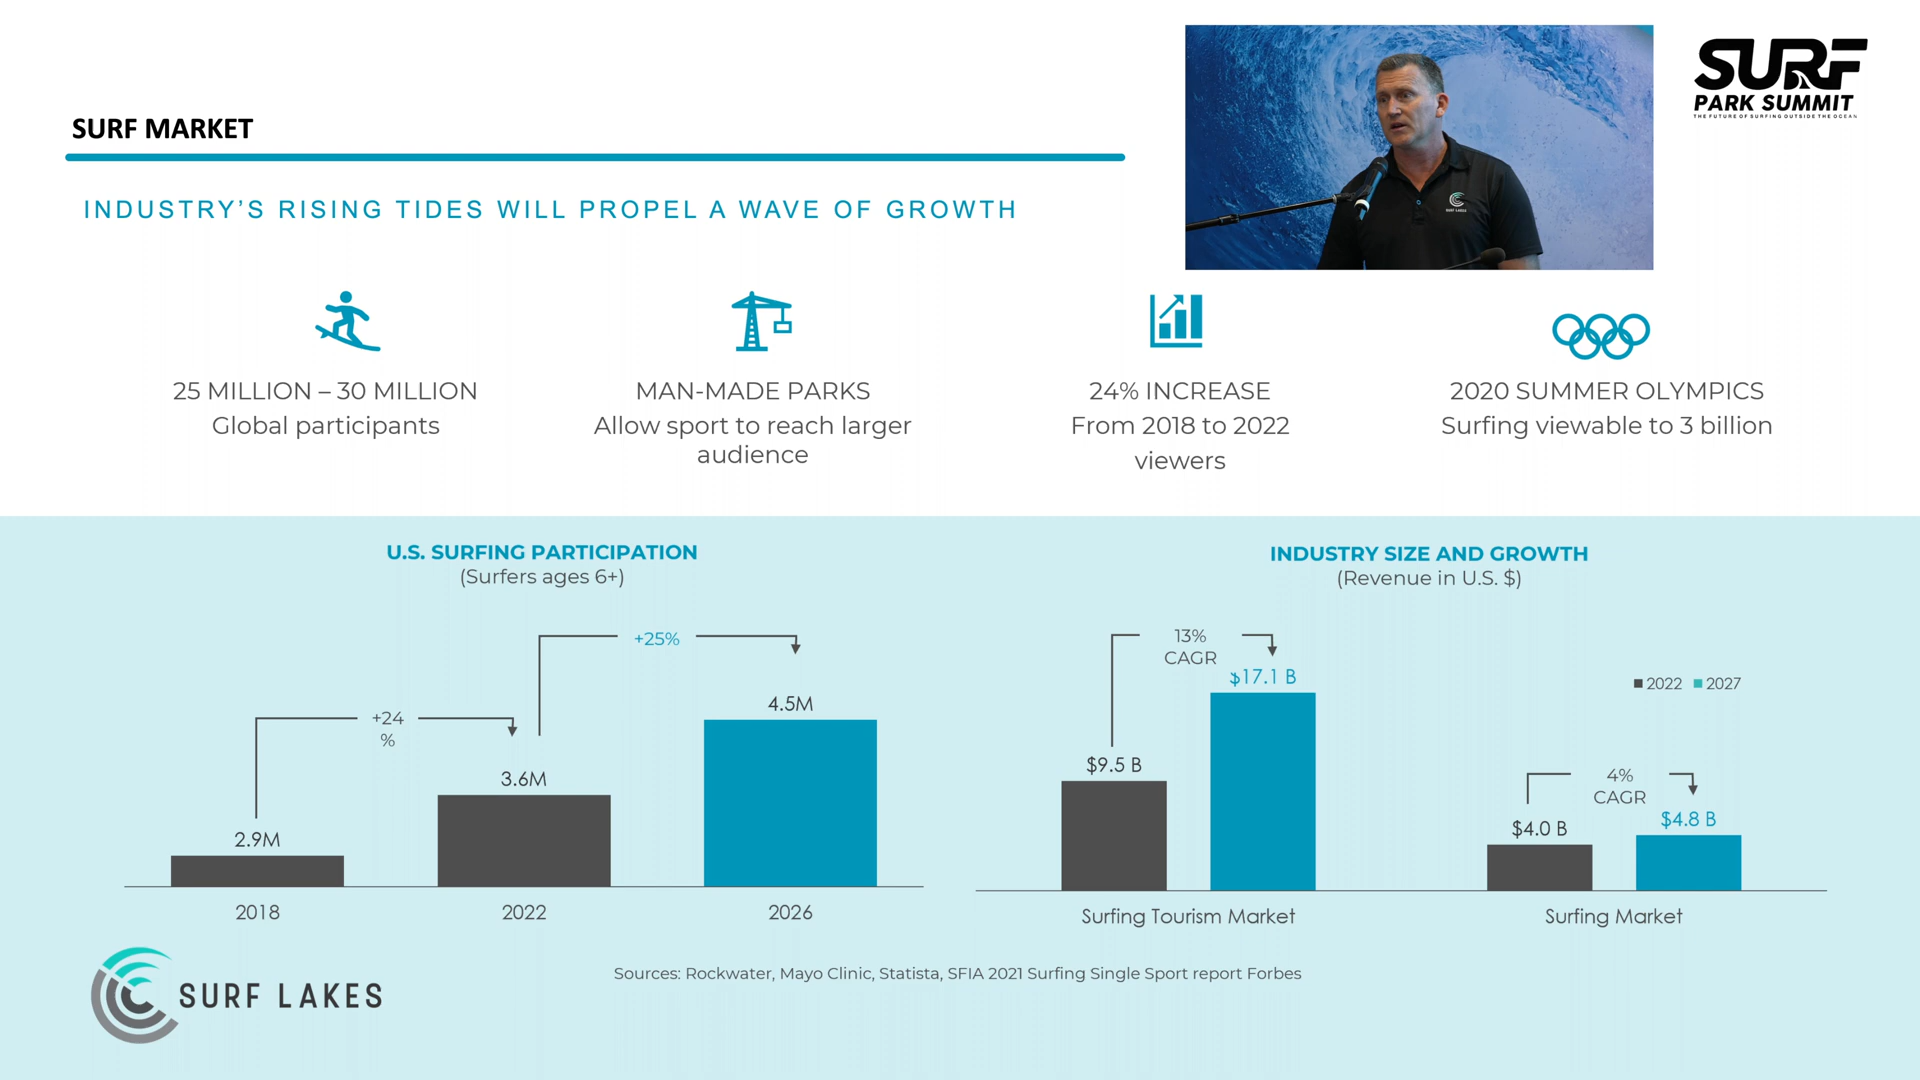 SURF MARKET
SURF
PARK SUMMIT
THE FUTURE OF SURFING OUTSIDE THE OCEAN
INDUSTRY’S RISING TIDES WILL PROPEL A WAVE OF GROWTH
SURF LAKES
25 MILLION – 30 MILLION
Global participants
MAN-MADE PARKS
Allow sport to reach larger
audience
24% INCREASE
From 2018 to 2022
viewers
2020 SUMMER OLYMPICS
Surfing viewable to 3 billion
U.S. SURFING PARTICIPATION
(Surfers ages 6+)
+25%
+24
%
4.5M
3.6M
2.9M
2018
2022
2026
INDUSTRY SIZE AND GROWTH
(Revenue in U.S. $)
13%
CAGR
$17.1 B
$9.5 B
2022 2027
4%
CAGR
$4.0 B
$4.8 B
Surfing Tourism Market
Surfing Market
Sources: Rockwater, Mayo Clinic, Statista, SFIA 2021 Surfing Single Sport report Forbes
SURF LAKES